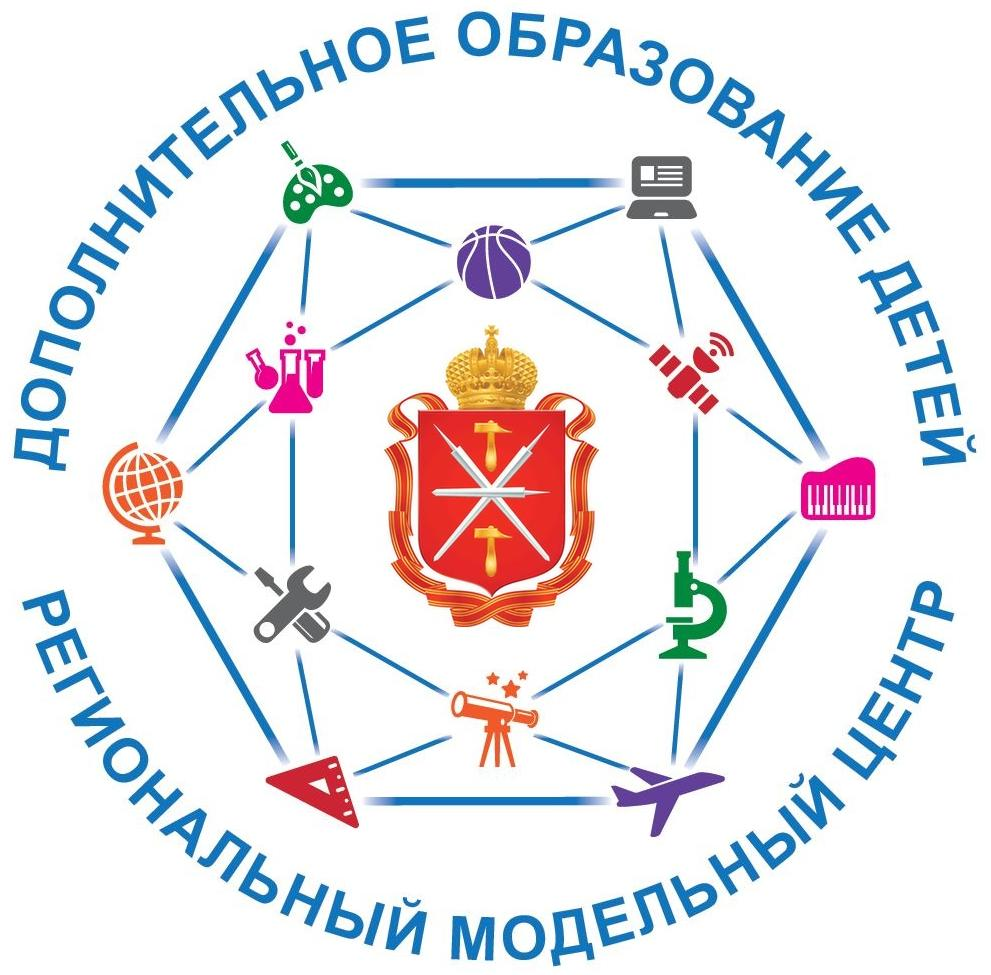 ДОПОЛНИТЕЛЬНОЕ ОБРАЗОВАНИЕ ДЕТЕЙ
РЕГИОНАЛЬНЫЙ МОДЕЛЬНЫЙ ЦЕНТР